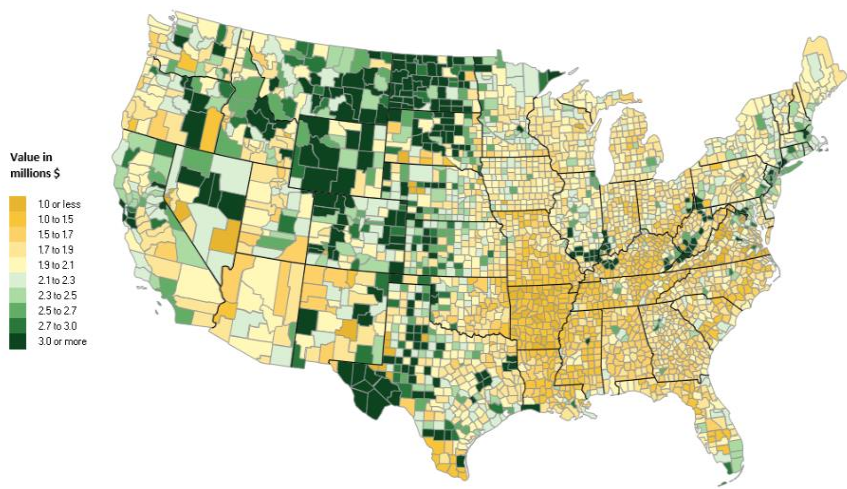 Value in
millions $
1.0 or less
1.0 to 1.5
1.5 to 1.7
1.7 to 1.9
1.9 to 2.1
2.1 to 2.3
2.3 to 2.5
2.5 to 2.7
2.7 to 3.0
3.0 or more